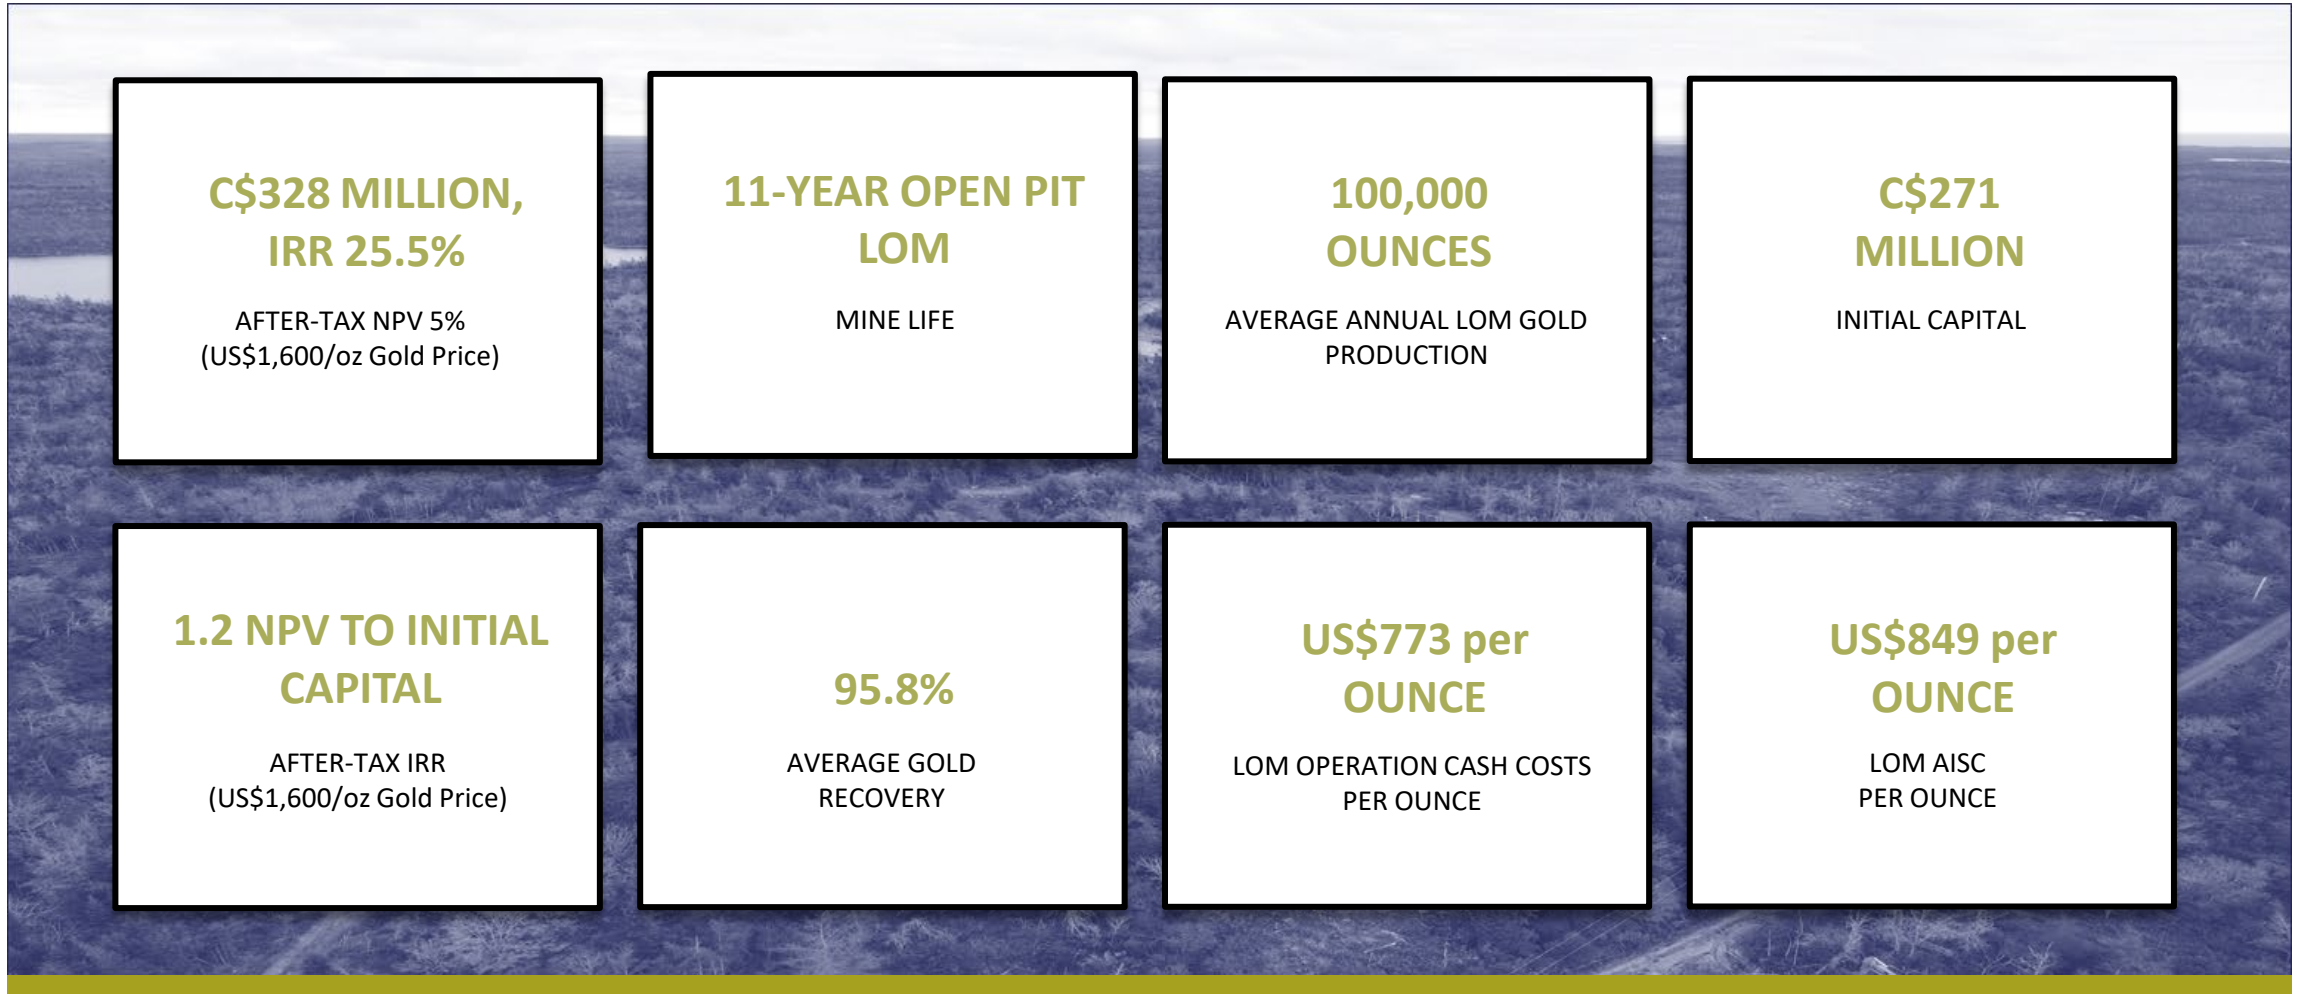 C$328 MILLION,
IRR 25.5%
AFTER-TAX NPV 5%
(US$1,600/oz Gold Price)
11-YEAR OPEN PIT
LOM
MINE LIFE
100,000
OUNCES
AVERAGE ANNUAL LOM GOLD
PRODUCTION
C$271
MILLION
INITIAL CAPITAL
1.2 NPV TO INITIAL
CAPITAL
AFTER-TAX IRR
(US$1,600/oz Gold Price)
95.8%
AVERAGE GOLD
RECOVERY
US$773 per
OUNCE
LOM OPERATION CASH COSTS
PER OUNCE
US$849 per
OUNCE
LOM AISC
PER OUNCE